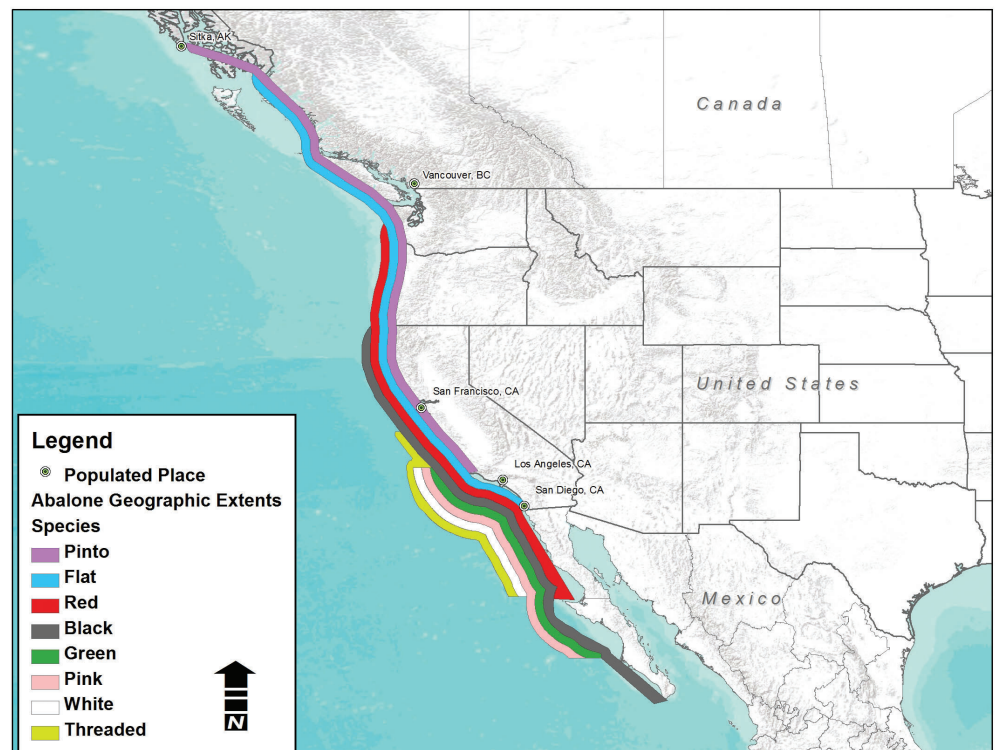 Sitka, AK
Canada
Vancouver, BC
United States
San Francisco, CA
Los Angeles, CA
San Diego, CA
Mexico
Legend
Populated Place
Abalone Geographic Extents
Species
Pinto
Flat
Red
Black
Green
Pink
White
Threaded
N